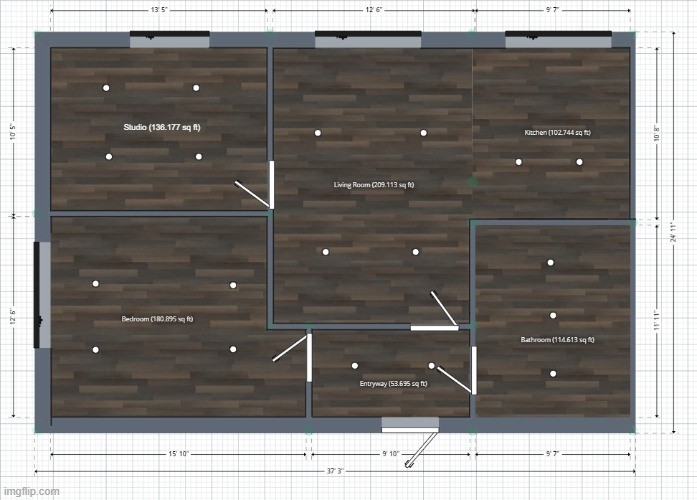 13' 5"
12' 6"
9' 7"
10' 5"
Studio (136.177 sq ft)
Kitchen (102.744 sq ft)
10' 8"
Living Room (209.113 sq ft)
24' 11"
12' 6"
Bedroom (180.895 sq ft)
11' 11"
Bathroom (114.613 sq ft)
Entryway (53.695 sq ft)
15' 10"
9' 10"
9' 7"
37' 3"
imgflip.com